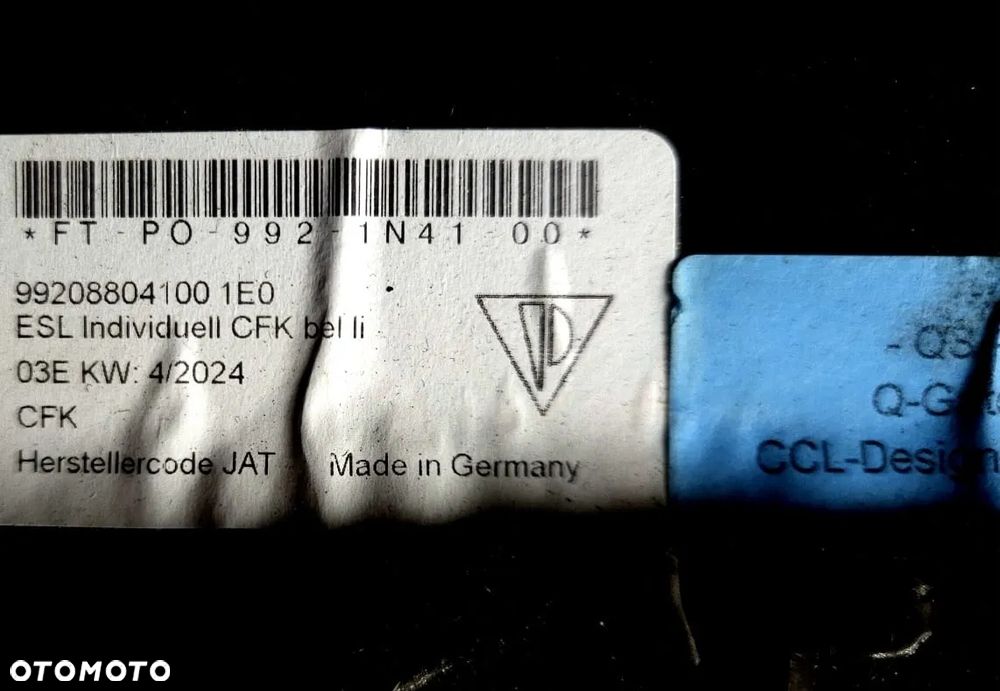 *FT-PO-992-1N41-00*
99208804100 1E0
ESL Individuell CFK bel li
03E KW: 4/2024
CFK
Herstellercode JAT Made in Germany
- QS
CCL-Design
OTOMOTO